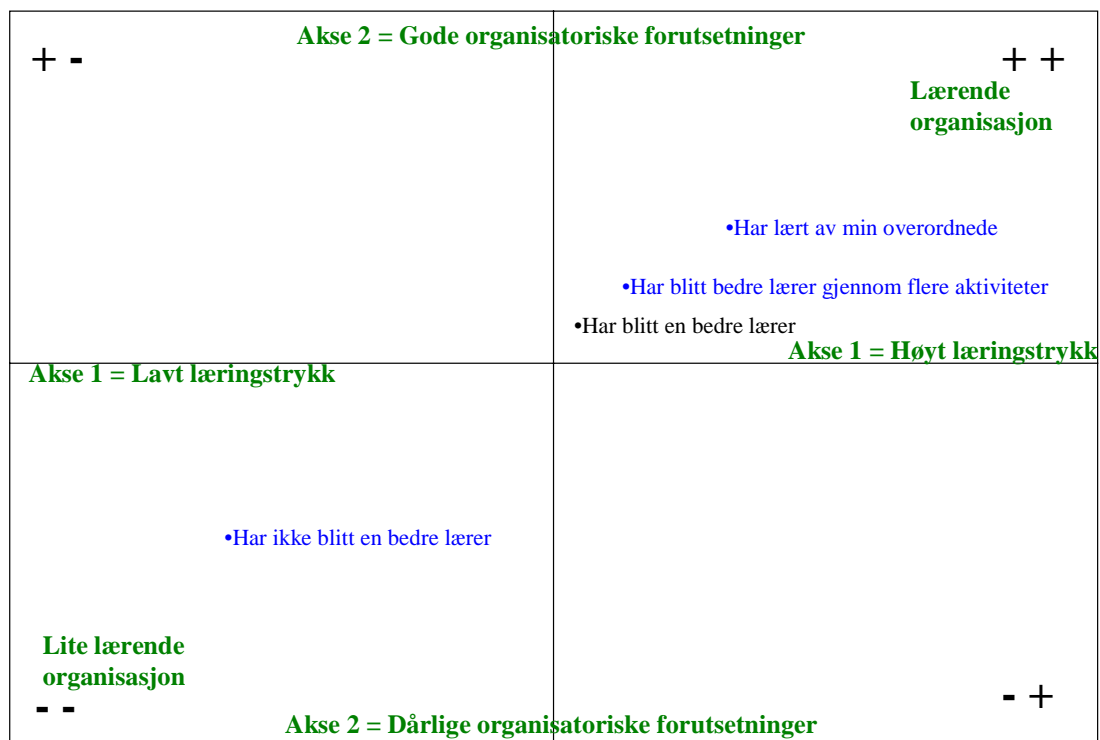 Akse 2 = Gode organisatoriske forutsetninger
+ -
+ +
Lærende
organisasjon
•Har lært av min overordnede
•Har blitt bedre lærer gjennom flere aktiviteter
•Har blitt en bedre lærer
Akse 1 = Høyt læringstrykk
Akse 1 = Lavt læringstrykk
•Har ikke blitt en bedre lærer
Lite lærende
organisasjon
- -
- +
Akse 2 = Dårlige organisatoriske forutsetninger